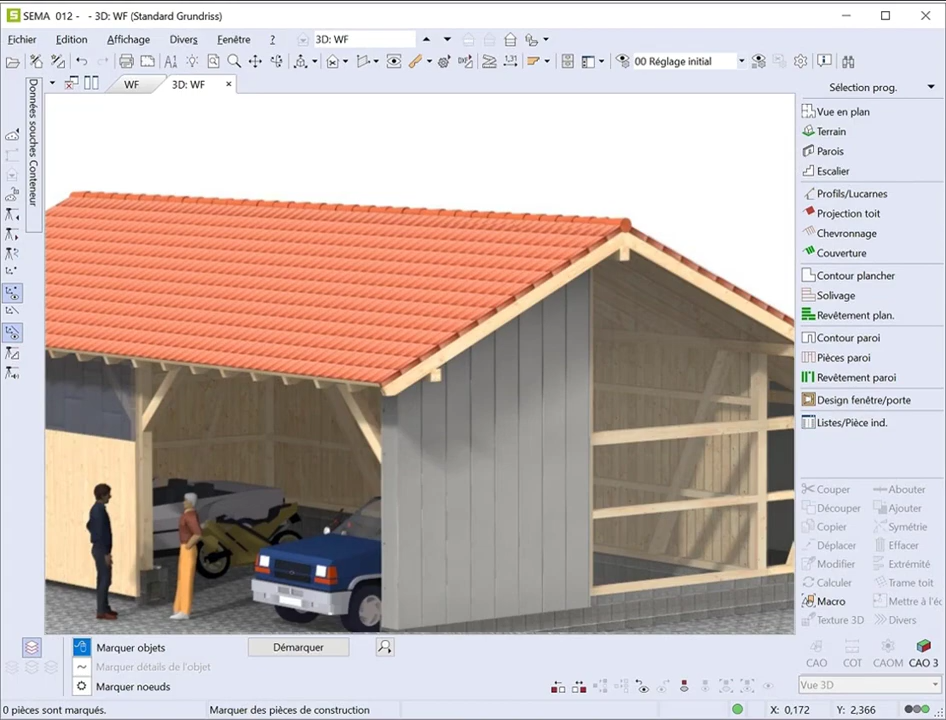 SEMA 012 - - 3D: WF (Standard Grundriss)
Fichier Edition Affichage Divers Fenêtre ? 3D: WF
00 Réglage initial
WF 3D: WF
Données souches Conteneur
Sélection prog.
Vue en plan
Terrain
Parois
Escalier
Profils/Lucarnes
Projection toit
Chevronnage
Couverture
Contour plancher
Solivage
Revêtement plan.
Contour paroi
Pièces paroi
Revêtement paroi
Design fenêtre/porte
Listes/Pièce ind.
Couper Abouter
Découper Ajouter
Copier Symétrie
Déplacer Effacer
Modifier Extrémité
Calculer Trame toit
Macro Mettre à l'éc
Texture 3D Divers
CAO COT CAOM CAO 3
Vue 3D
Marquer objets Démarquer
Marquer détails de l'objet
Marquer noeuds
0 pièces sont marqués. Marquer des pièces de construction X: 0,172 Y: 2,366